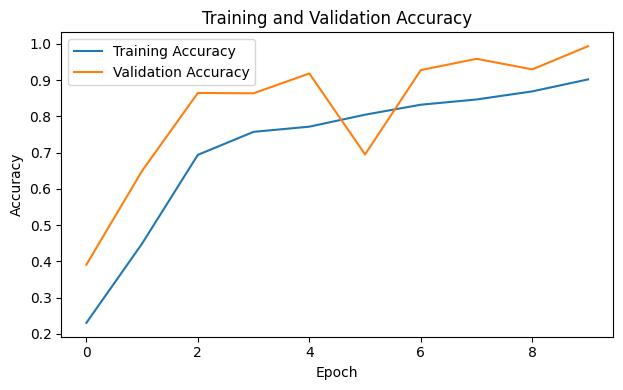 Training and Validation Accuracy
Training Accuracy
Validation Accuracy
1.0
0.9
0.8
0.7
0.6
0.5
0.4
0.3
0.2
Accuracy
0 2 4 6 8
Epoch